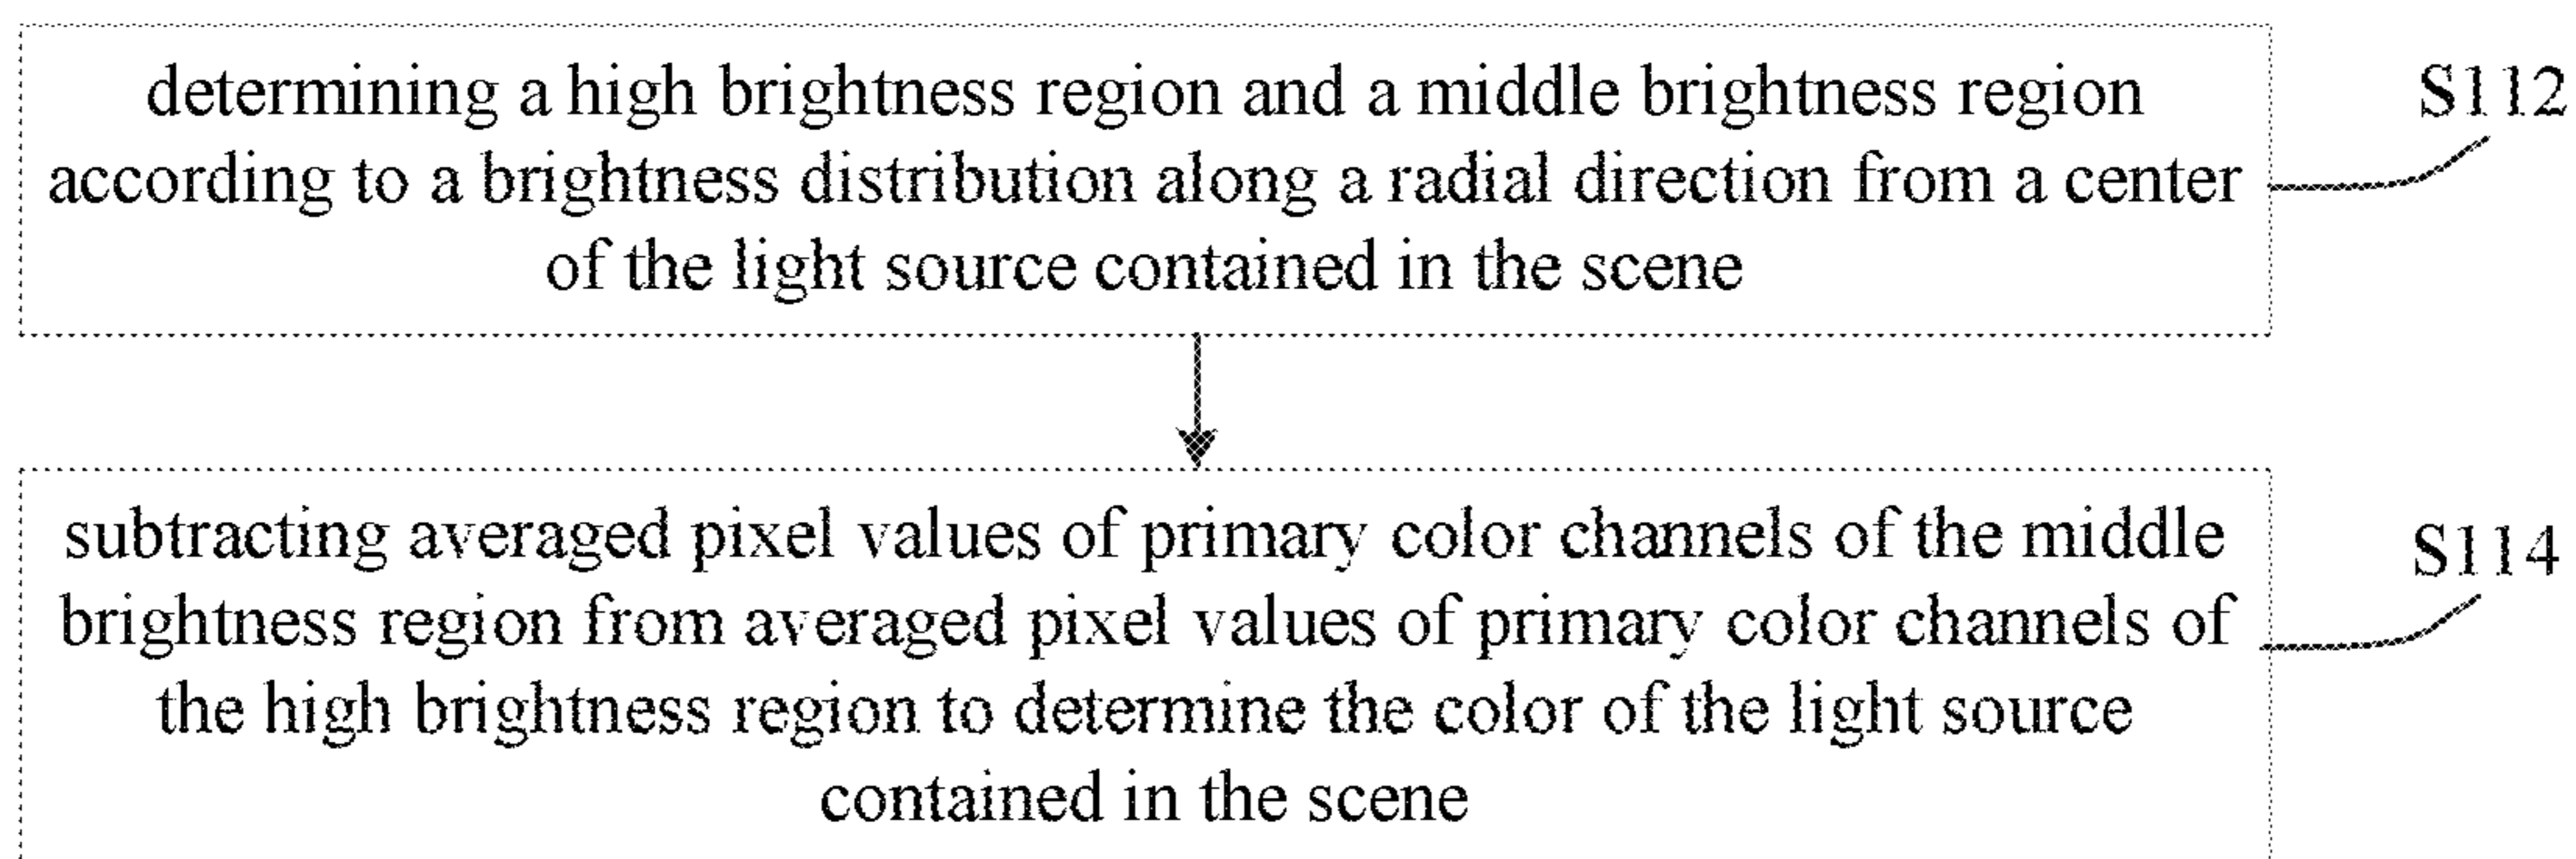 determining a high brightness region and a middle brightness region
according to a brightness distribution along a radial direction from a center
of the light source contained in the scene
S112
subtracting averaged pixel values of primary color channels of the middle
brightness region from averaged pixel values of primary color channels of
the high brightness region to determine the color of the light source
contained in the scene
S114